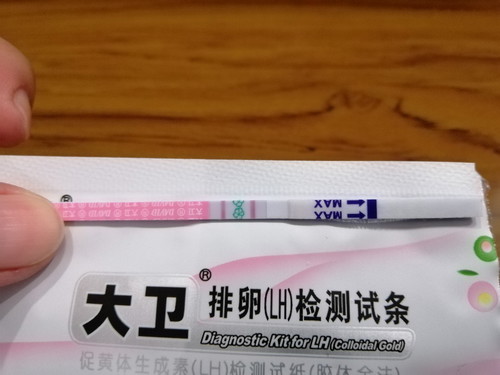 MAX
MAX
大卫®
排卵(LH)检测试条
Diagnostic Kit for LH (Colloidal Gold)
促黄体生成素(LH)检测试纸(胶体金法)